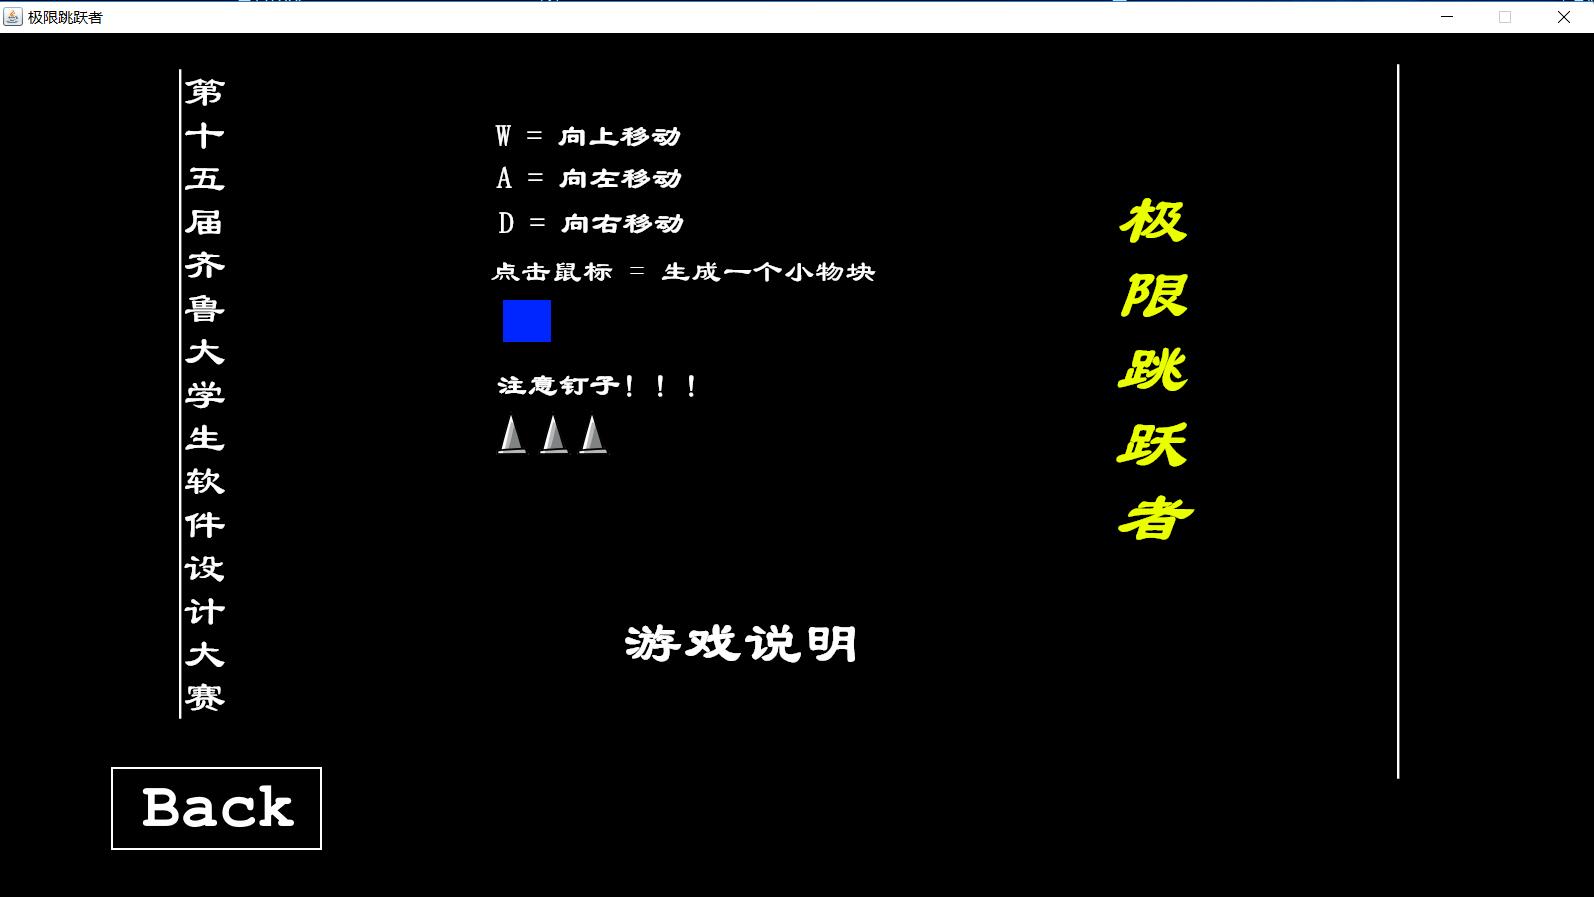 极限跳跃者
第十五届齐鲁大学生软件设计大赛
W = 向上移动
A = 向左移动
D = 向右移动
点击鼠标 = 生成一个小物块
注意钉子！！！
极限跳跃者
游戏说明
Back